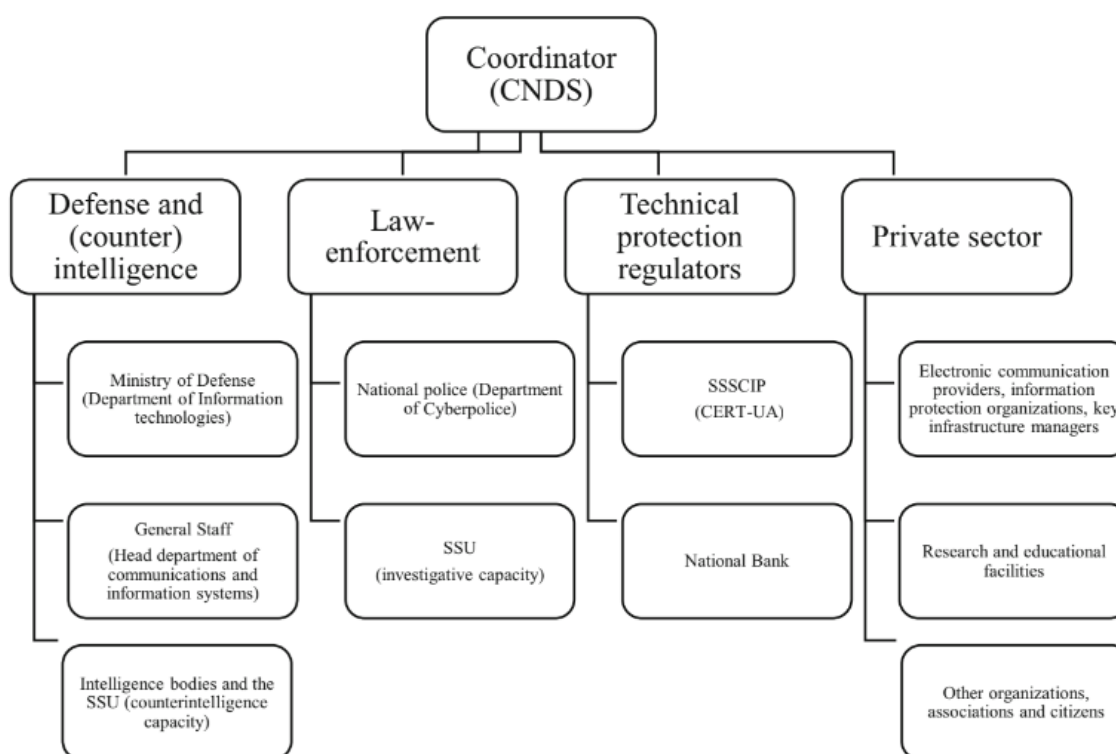 Coordinator
(CNDS)
Defense and
(counter)
intelligence
Law-
enforcement
Technical
protection
regulators
Private sector
Ministry of Defense
(Department of Information
technologies)
National police (Department
of Cyberpolice)
SSSCIP
(CERT-UA)
Electronic communication
providers, information
protection organizations, key
infrastructure managers
General Staff
(Head department of
communications and
information systems)
SSU
(investigative capacity)
National Bank
Research and educational
facilities
Intelligence bodies and the
SSU (counterintelligence
capacity)
Other organizations,
associations and citizens